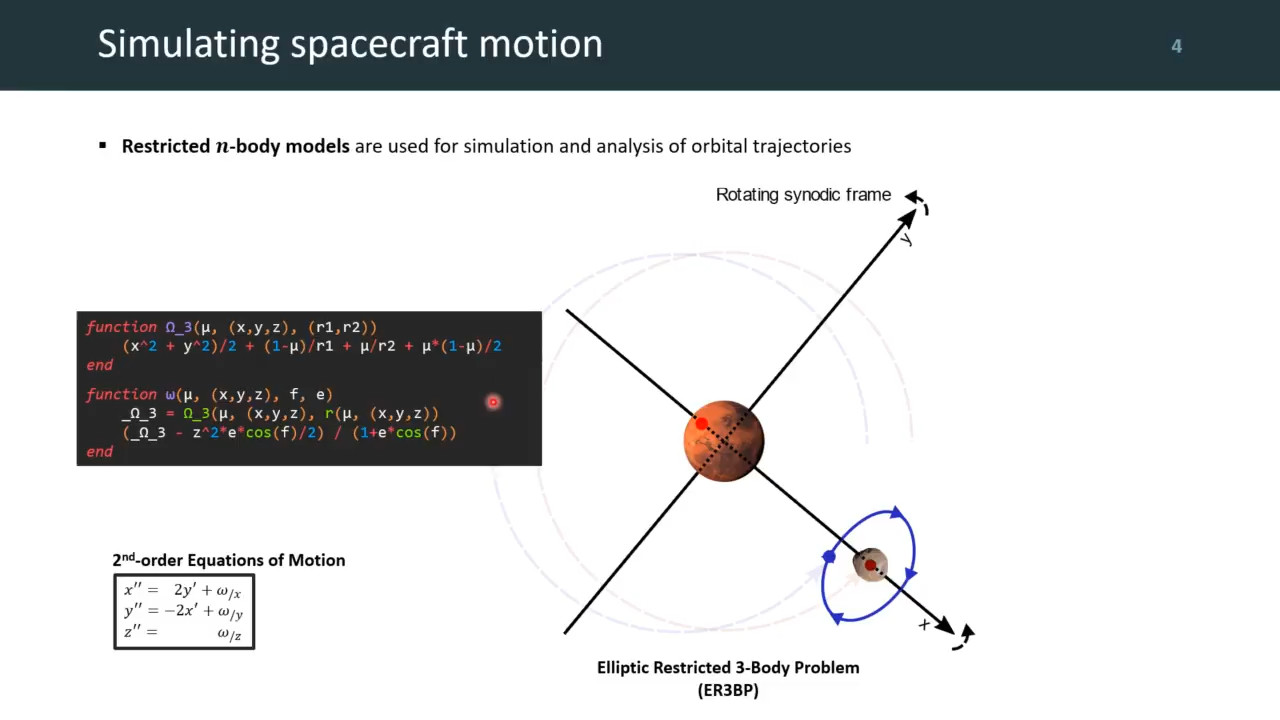 Simulating spacecraft motion
4
▪ Restricted n-body models are used for simulation and analysis of orbital trajectories
Rotating synodic frame
y
function Ω_3(μ, (x,y,z), (r1,r2))
(x^2 + y^2)/2 + (1-μ)/r1 + μ/r2 + μ*(1-μ)/2
end
function ω(μ, (x,y,z), f, e)
_Ω_3 = Ω_3(μ, (x,y,z), r(μ, (x,y,z))
(_Ω_3 - z^2*e*cos(f)/2) / (1+e*cos(f))
end
2nd-order Equations of Motion
x″ = 2y′ + ω/x
y″ = −2x′ + ω/y
z″ = ω/z
x
Elliptic Restricted 3-Body Problem
(ER3BP)